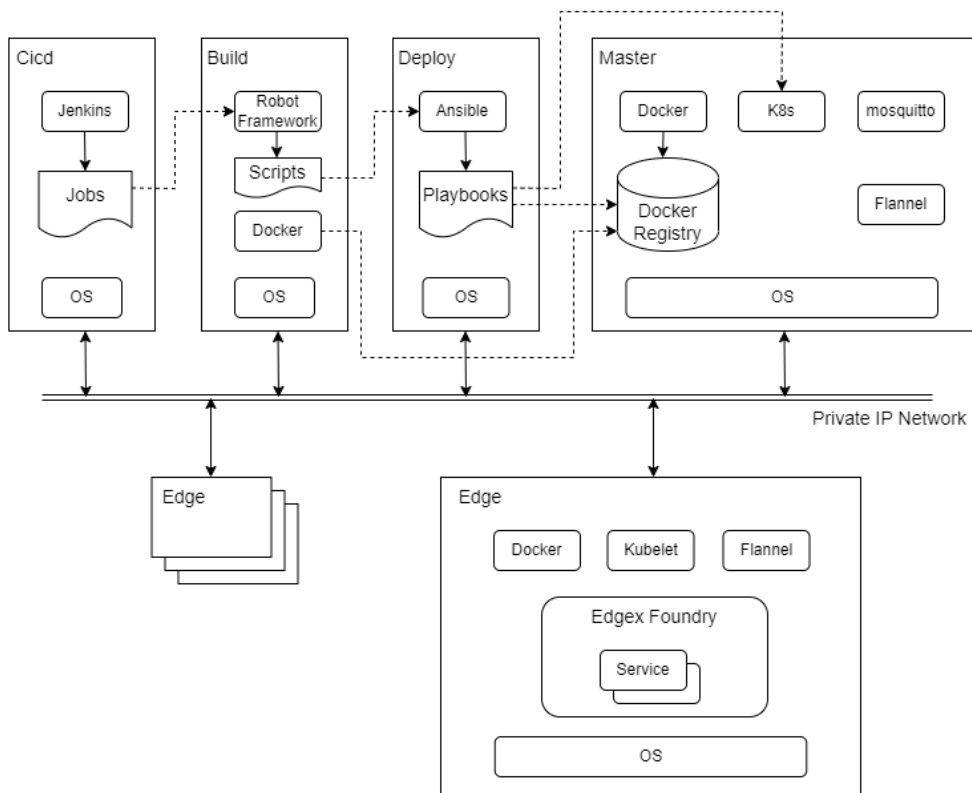 Cicd
Jenkins
Jobs
OS
Build
Robot
Framework
Scripts
Docker
OS
Deploy
Ansible
Playbooks
OS
Master
Docker
K8s
mosquitto
Docker
Registry
Flannel
OS
Private IP Network
Edge
Edge
Docker
Kubelet
Flannel
Edgex Foundry
Service
OS